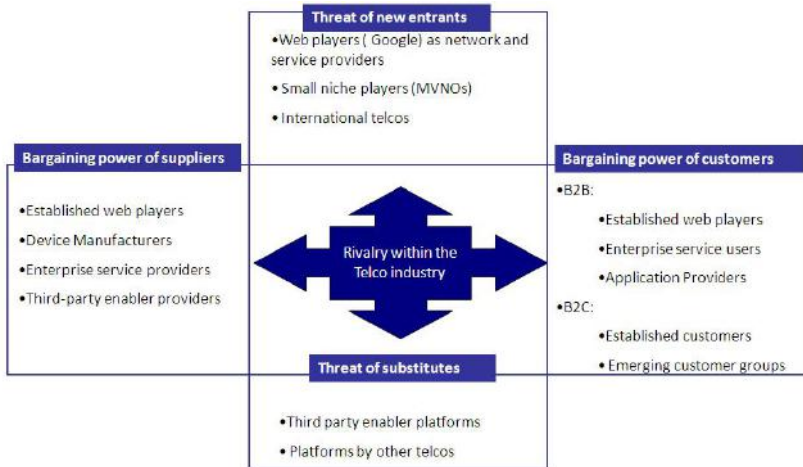 Threat of new entrants
•Web players ( Google) as network and
service providers
•Small niche players (MVNOs)
•International telcos
Bargaining power of suppliers
•Established web players
•Device Manufacturers
•Enterprise service providers
•Third-party enabler providers
Rivalry within the
Telco industry
Bargaining power of customers
•B2B:
•Established web players
•Enterprise service users
•Application Providers
•B2C:
•Established customers
•Emerging customer groups
Threat of substitutes
•Third party enabler platforms
•Platforms by other telcos